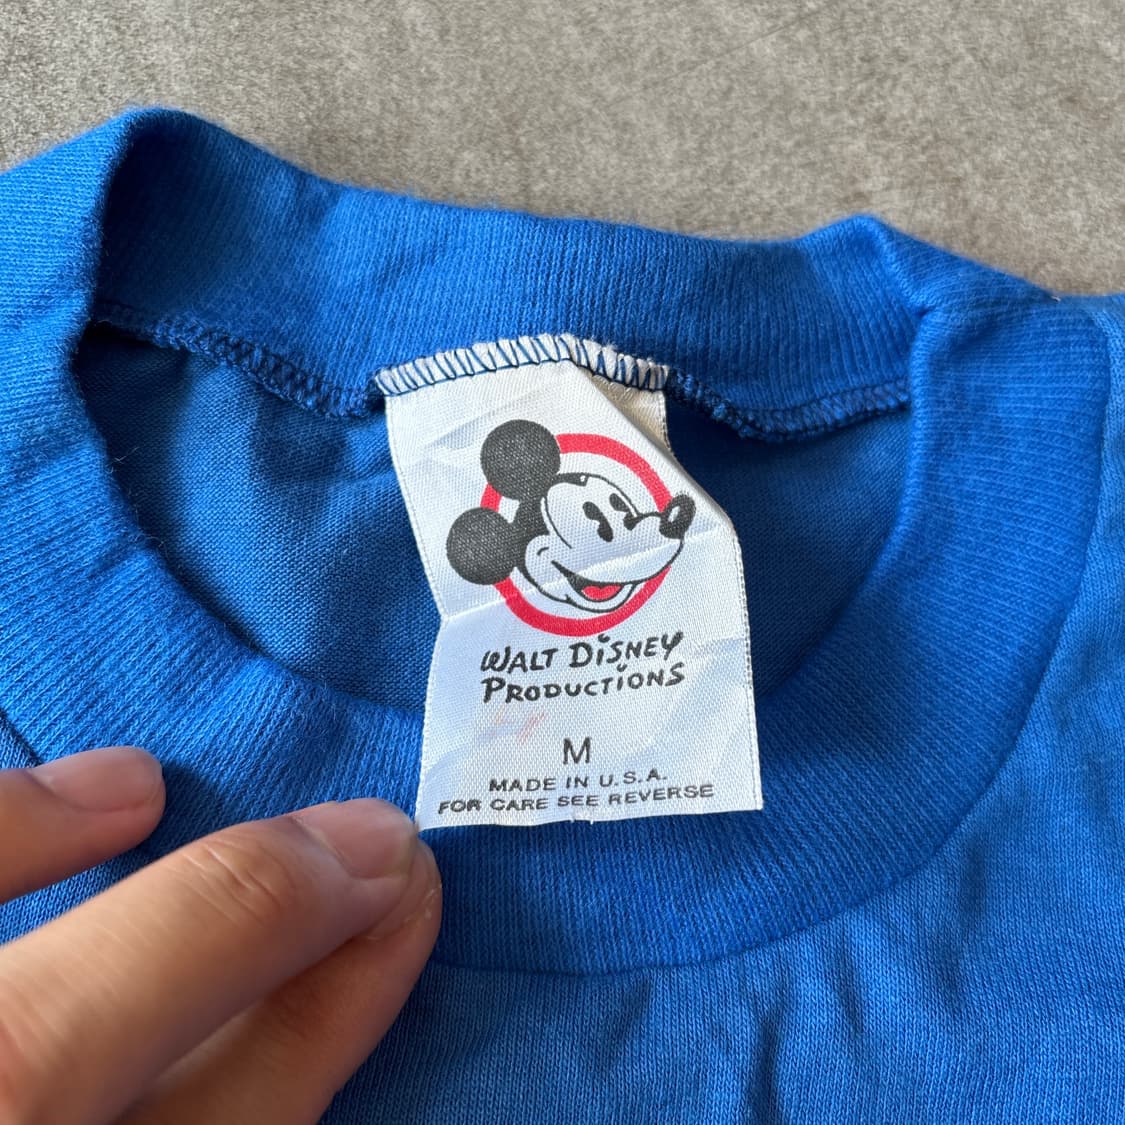 WALT DISNEY
PRODUCTIONS
M
MADE IN U.S.A.
FOR CARE SEE REVERSE